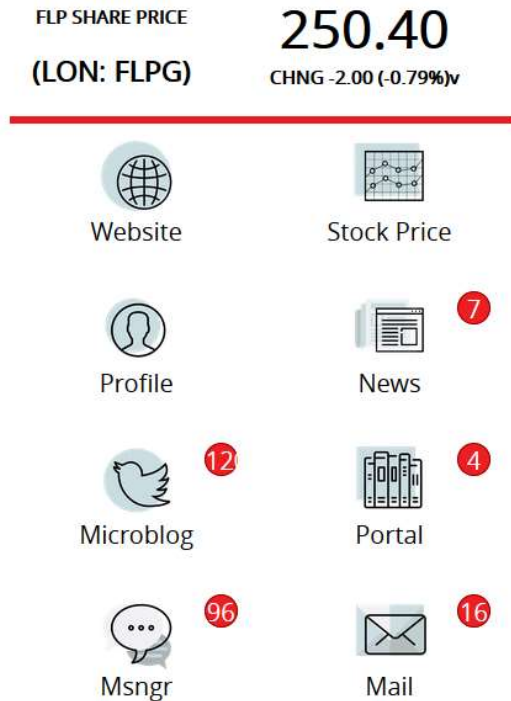 FLP SHARE PRICE
(LON: FLPG)
250.40
CHNG -2.00 (-0.79%)v
Website
Stock Price
Profile
7
News
4
Microblog
Portal
96
16
Msngr
Mail